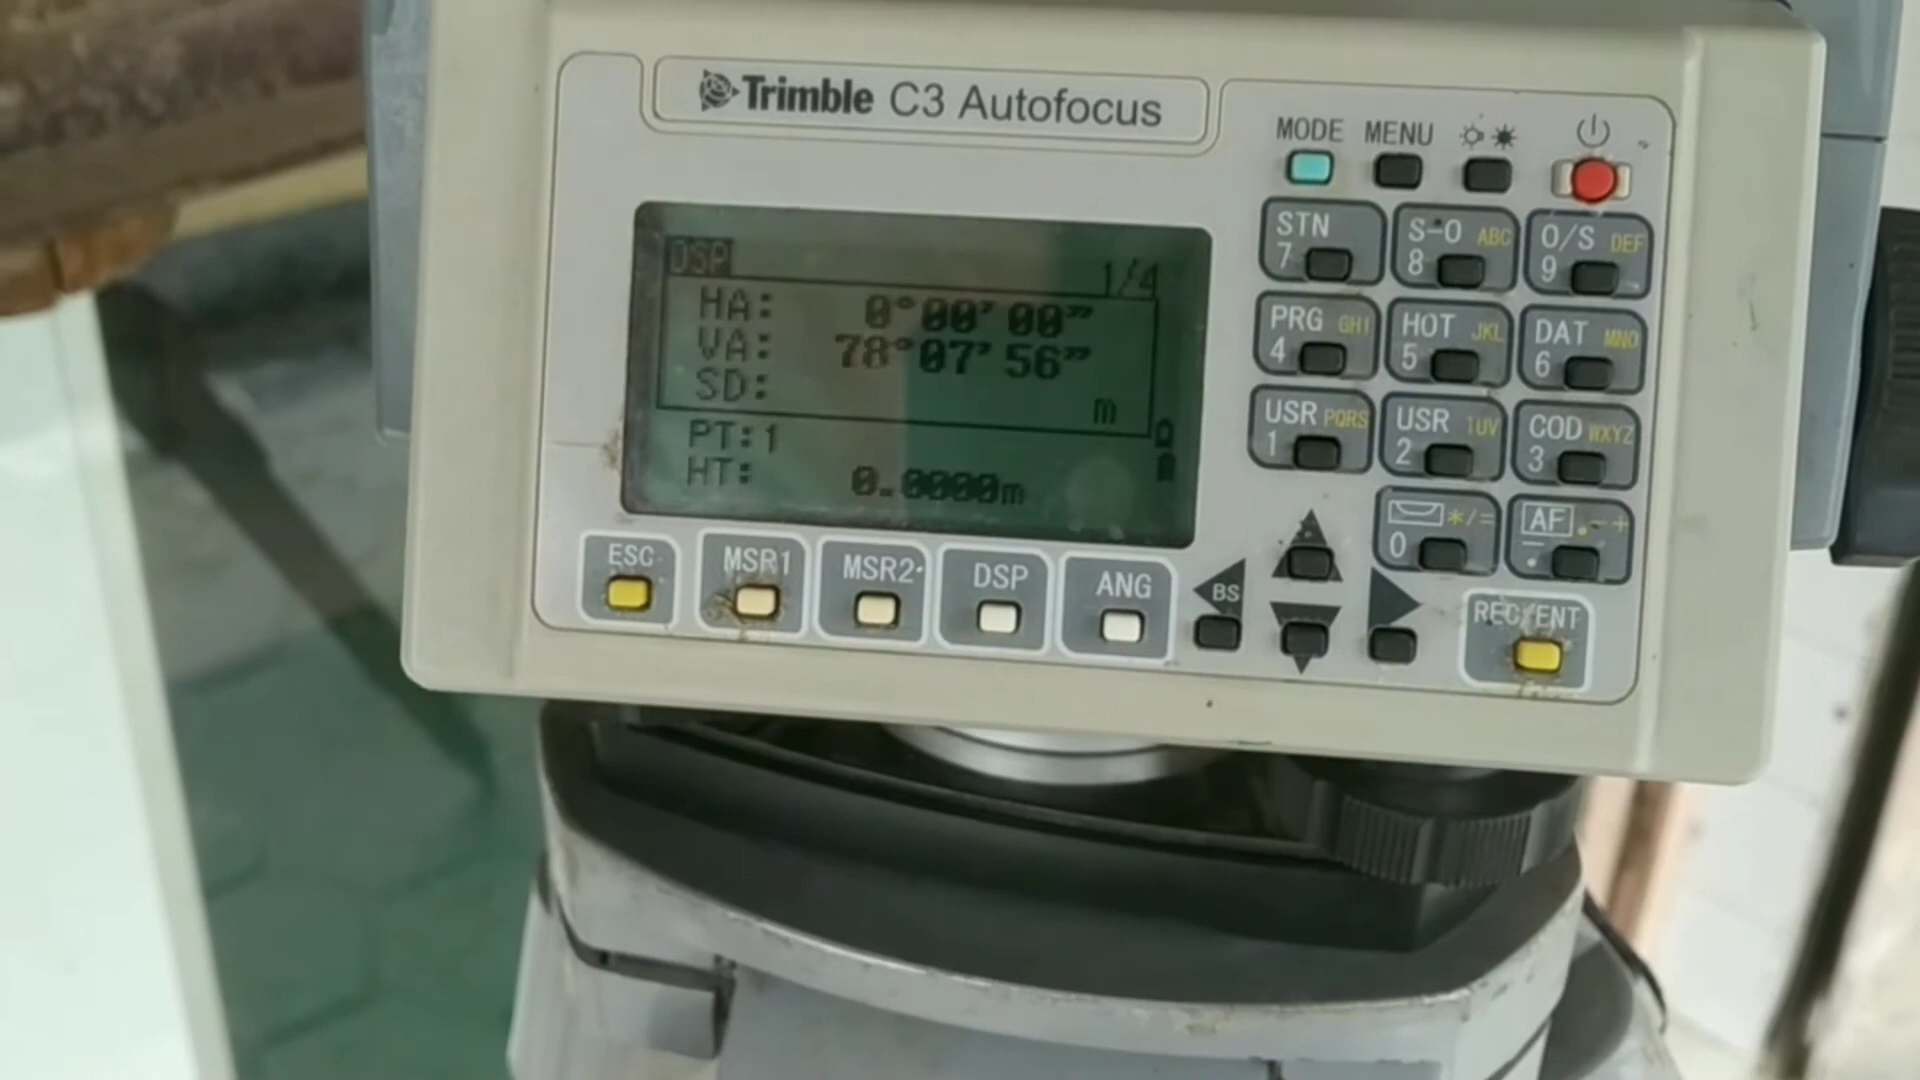 Trimble C3 Autofocus
MODE MENU
DSP 1/4
HA: 0°00'00"
VA: 78°07'56"
SD: m
PT:1
HT: 0.0000m
STN 7
S-O ABC 8
O/S DEF 9
PRG GHI 4
HOT JKL 5
DAT MNO 6
USR PQRS 1
USR TUV 2
COD WXYZ 3
*/= 0
AF .-+
ESC MSR1 MSR2 DSP ANG BS REC/ENT